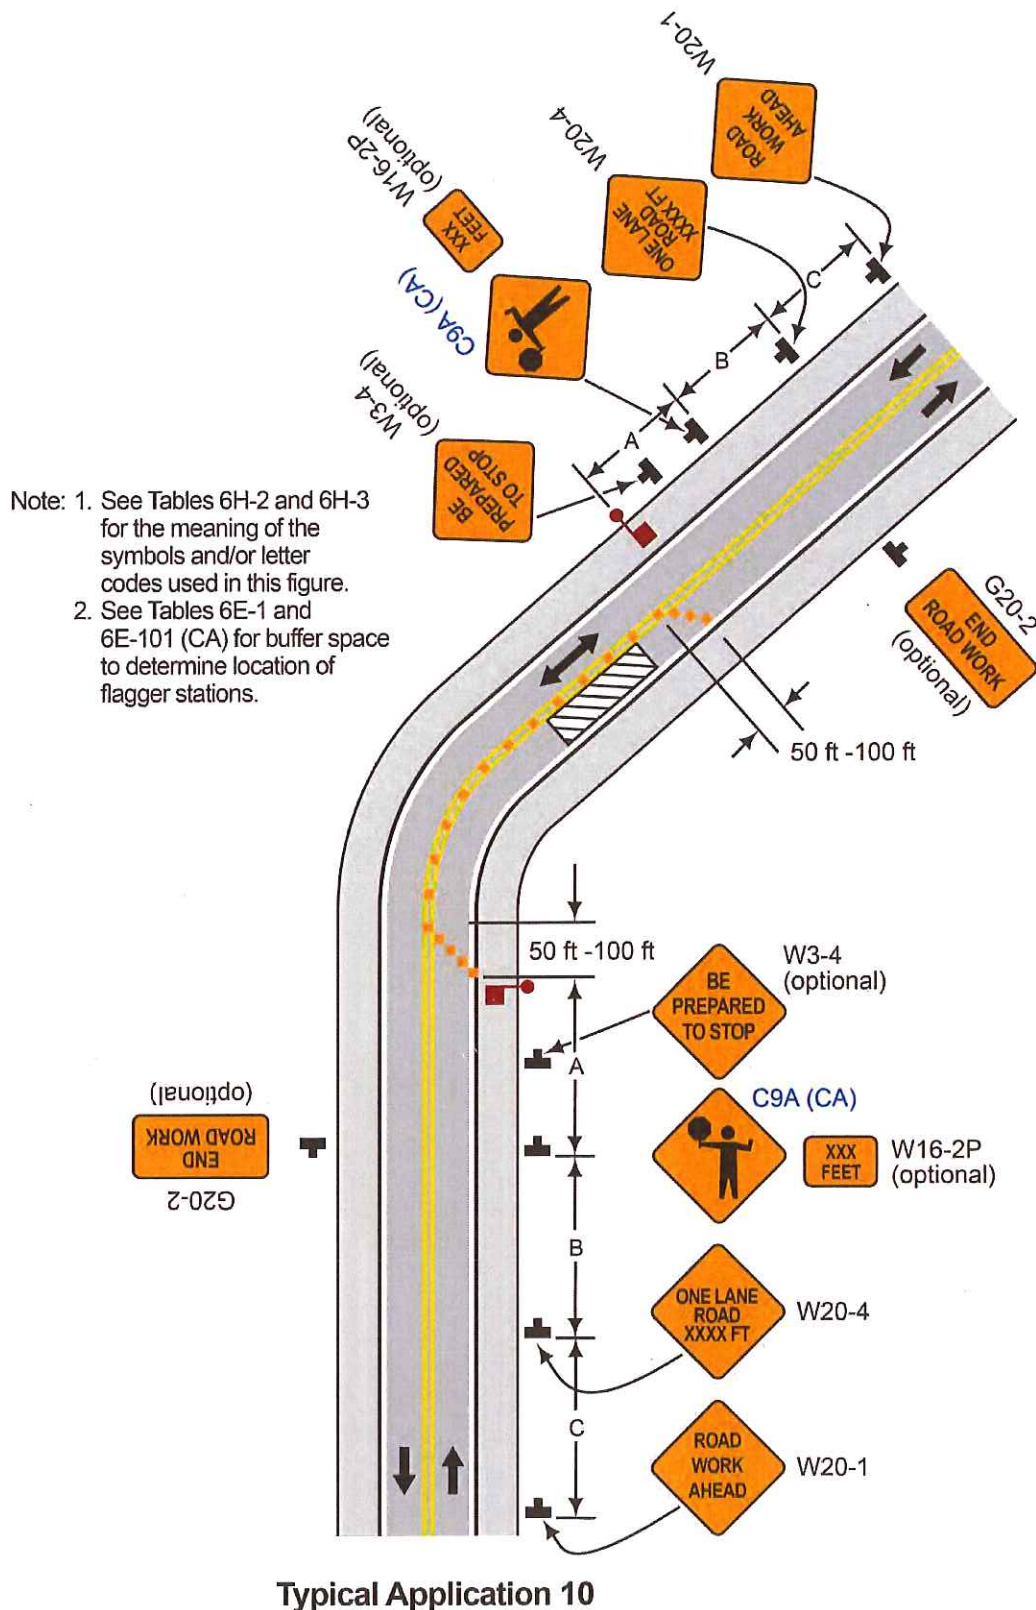 W20-1
ROAD
WORK
AHEAD
W20-4
ONE LANE
ROAD
XXXX FT
W16-2P
(optional)
XXX
FEET
C9A (CA)
W3-4
(optional)
BE
PREPARED
TO STOP
C
B
A
Note: 1. See Tables 6H-2 and 6H-3
for the meaning of the
symbols and/or letter
codes used in this figure.
2. See Tables 6E-1 and
6E-101 (CA) for buffer space
to determine location of
flagger stations.
G20-2
END
ROAD WORK
(optional)
50 ft -100 ft
50 ft -100 ft
BE
PREPARED
TO STOP
W3-4
(optional)
A
C9A (CA)
XXX
FEET
W16-2P
(optional)
G20-2
END
ROAD WORK
(optional)
B
ONE LANE
ROAD
XXXX FT
W20-4
C
ROAD
WORK
AHEAD
W20-1
Typical Application 10